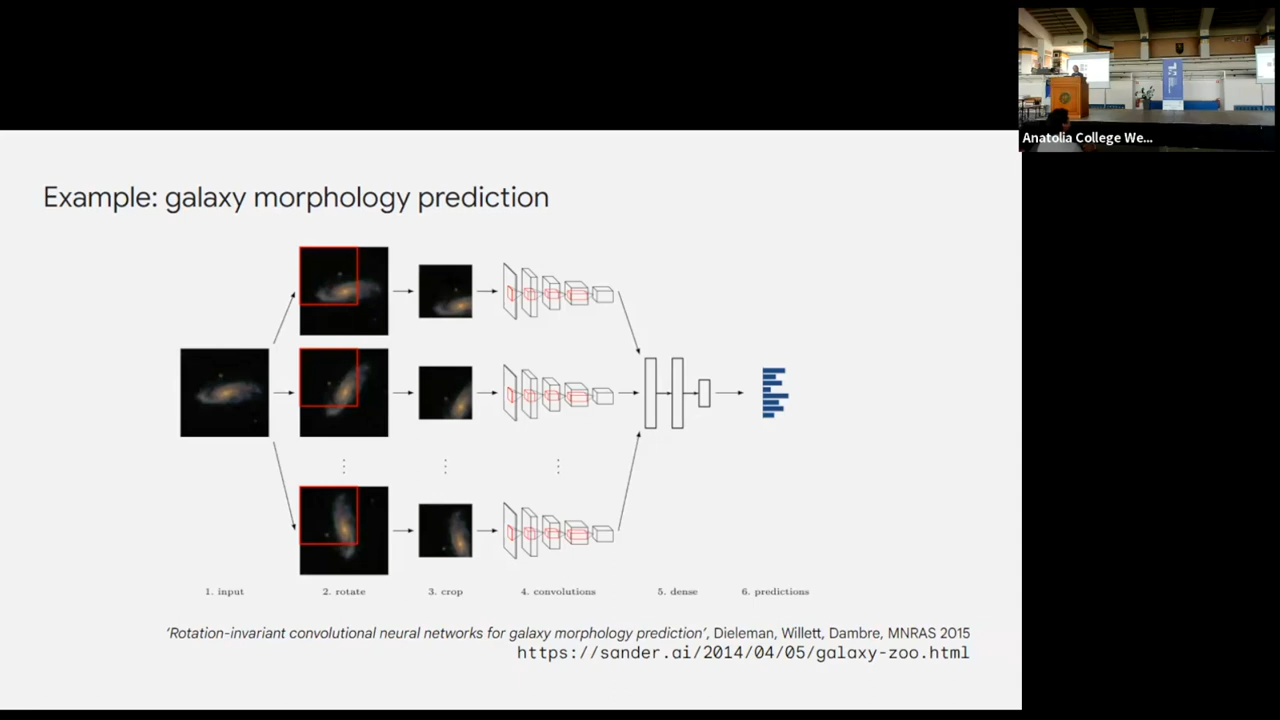 Anatolia College We...
Example: galaxy morphology prediction
1. input
2. rotate
3. crop
4. convolutions
5. dense
6. predictions
'Rotation-invariant convolutional neural networks for galaxy morphology prediction', Dieleman, Willett, Dambre, MNRAS 2015
https://sander.ai/2014/04/05/galaxy-zoo.html